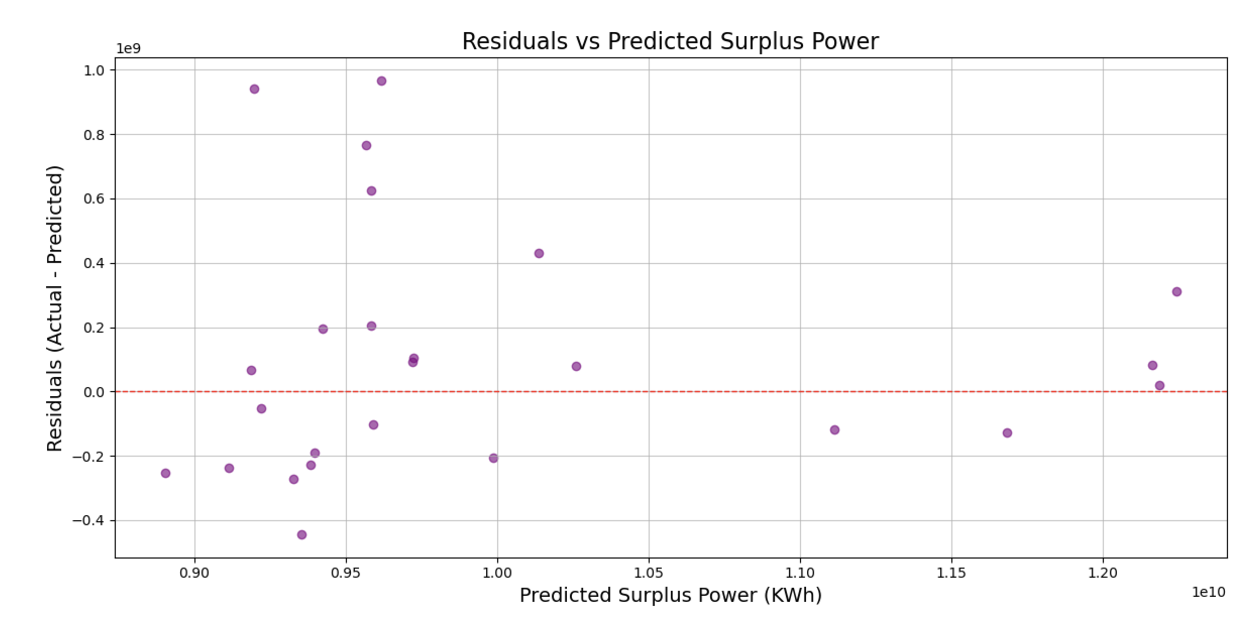 Residuals vs Predicted Surplus Power
1e9
1.0
0.8
0.6
0.4
0.2
0.0
−0.2
−0.4
Residuals (Actual - Predicted)
0.90 0.95 1.00 1.05 1.10 1.15 1.20
1e10
Predicted Surplus Power (KWh)